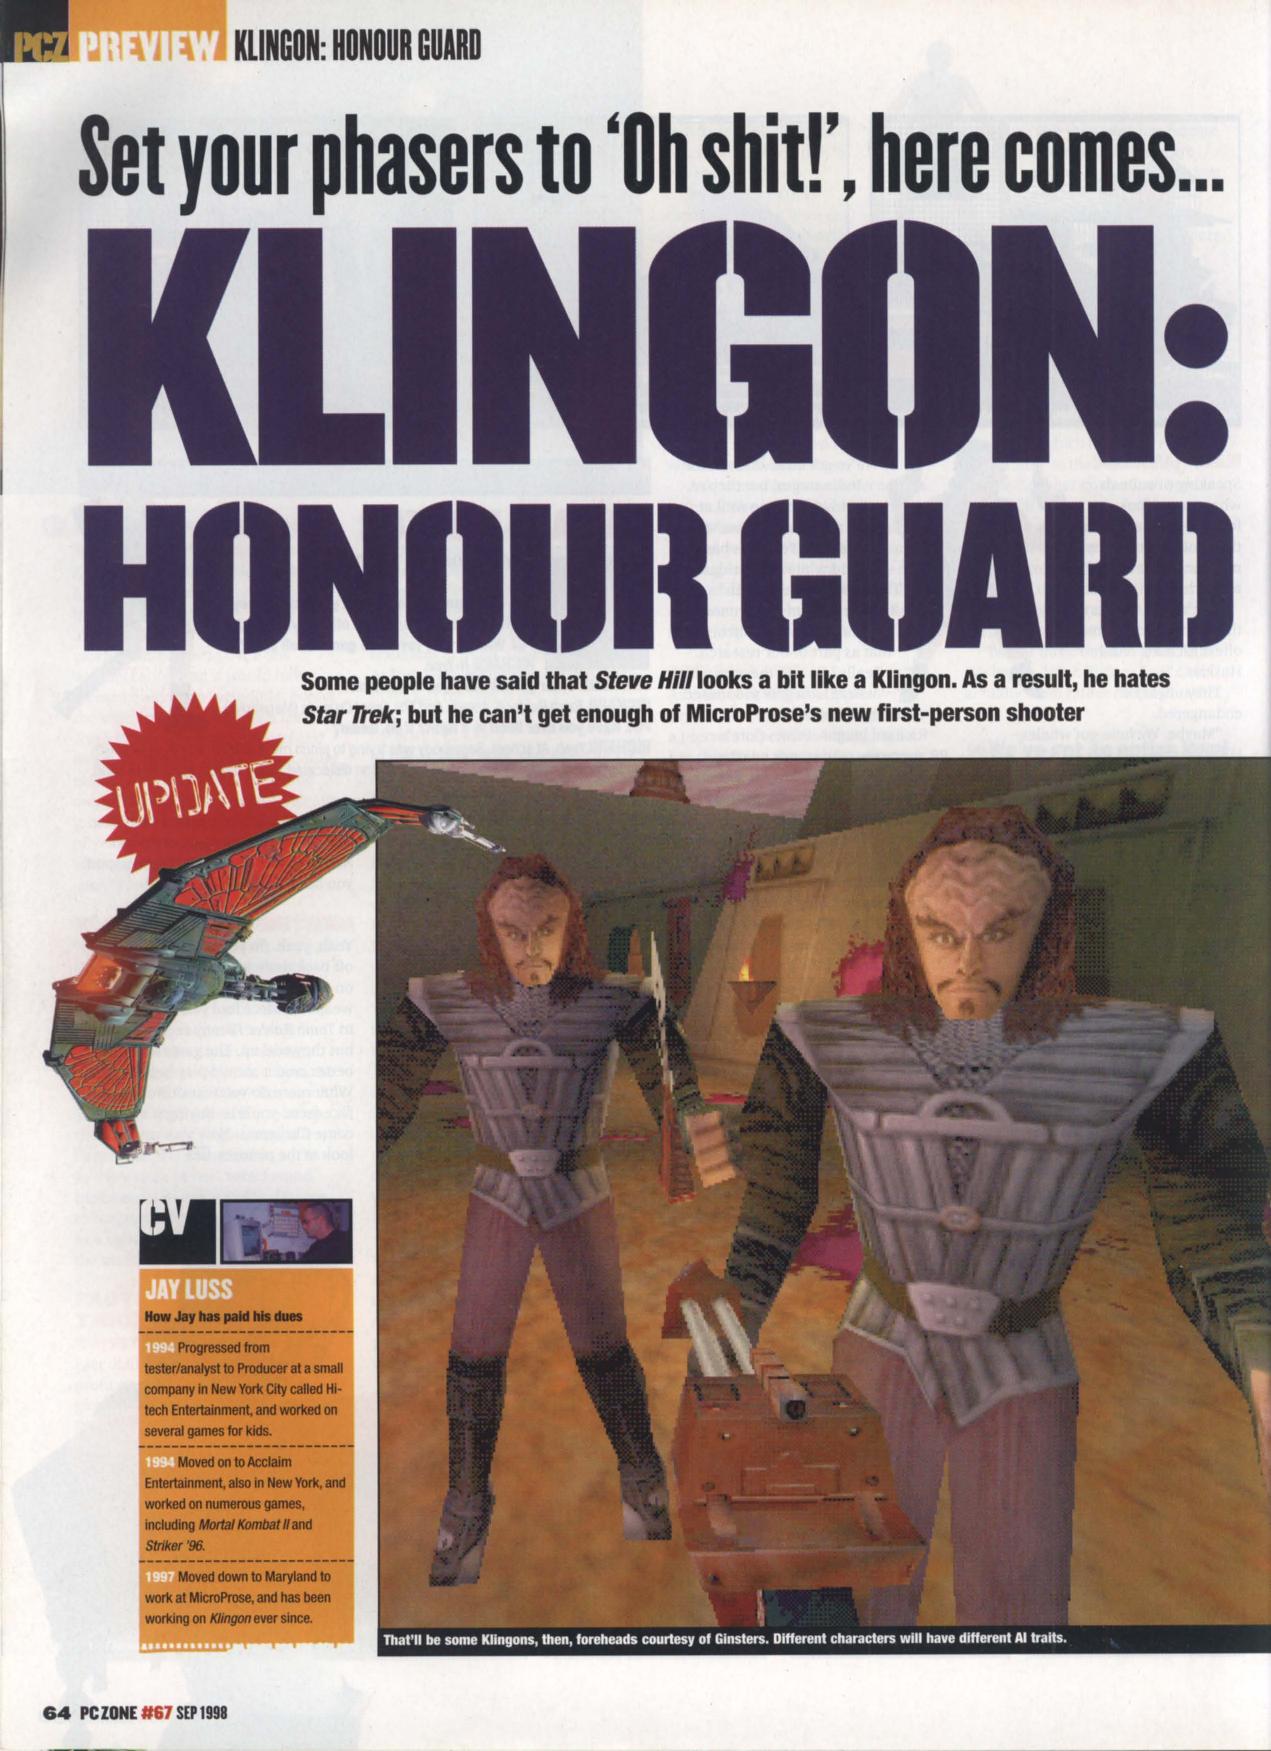 PCZ PREVIEW KLINGON: HONOUR GUARD
Set your phasers to ‘Oh shit!’, here comes...
KLINGON:
HONOUR GUARD
Some people have said that Steve Hill looks a bit like a Klingon. As a result, he hates
Star Trek; but he can’t get enough of MicroProse’s new first-person shooter
UPDATE
CV
JAY LUSS
How Jay has paid his dues
1994 Progressed from
tester/analyst to Producer at a small
company in New York City called Hi-
tech Entertainment, and worked on
several games for kids.
1994 Moved on to Acclaim
Entertainment, also in New York, and
worked on numerous games,
including Mortal Kombat II and
Striker ’96.
1997 Moved down to Maryland to
work at MicroProse, and has been
working on Klingon ever since.
That’ll be some Klingons, then, foreheads courtesy of Ginsters. Different characters will have different AI traits.
64 PC ZONE #67 SEP 1998